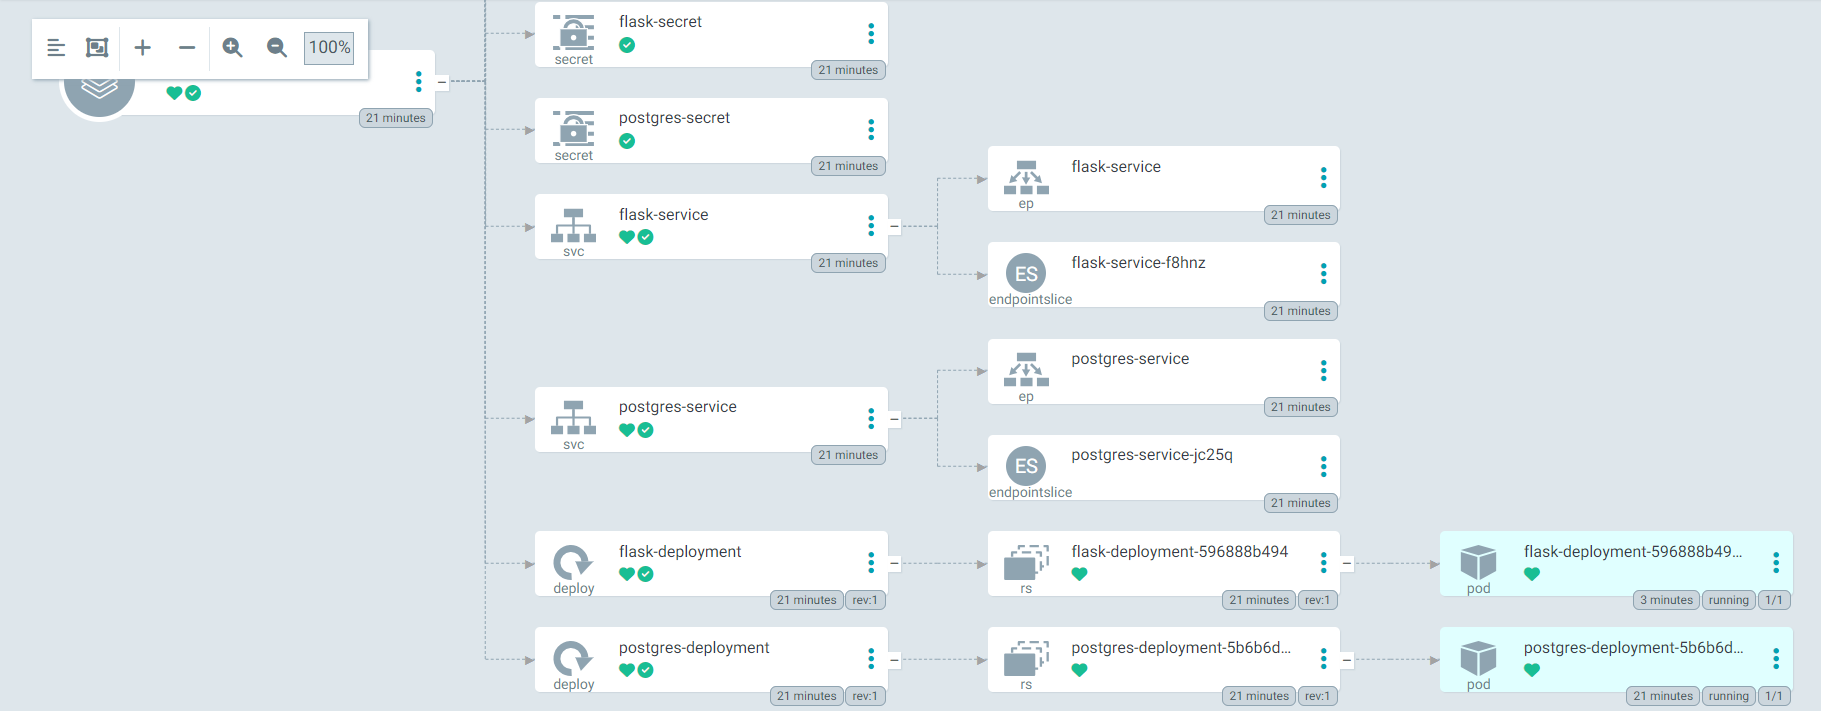 100%
21 minutes
flask-secret
secret
21 minutes
postgres-secret
secret
21 minutes
flask-service
svc
21 minutes
flask-service
ep
21 minutes
ES
flask-service-f8hnz
endpointslice
21 minutes
postgres-service
svc
21 minutes
postgres-service
ep
21 minutes
ES
postgres-service-jc25q
endpointslice
21 minutes
flask-deployment
deploy
21 minutes rev:1
flask-deployment-596888b494
rs
21 minutes rev:1
flask-deployment-596888b49...
pod
3 minutes running 1/1
postgres-deployment
deploy
21 minutes rev:1
postgres-deployment-5b6b6d...
rs
21 minutes rev:1
postgres-deployment-5b6b6d...
pod
21 minutes running 1/1